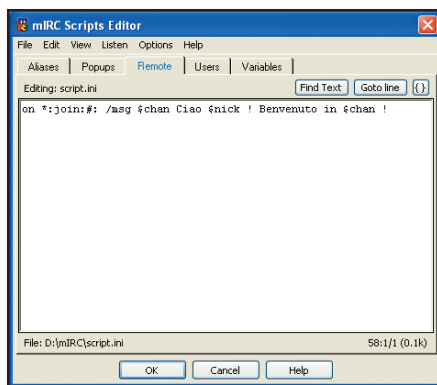 mIRC Scripts Editor
File Edit View Listen Options Help
Aliases Popups Remote Users Variables
Editing: script.ini Find Text Goto line {}
on *:join:#: /msg $chan Ciao $nick ! Benvenuto in $chan !
File: D:\mIRC\script.ini 58:1/1 (0.1k)
OK Cancel Help